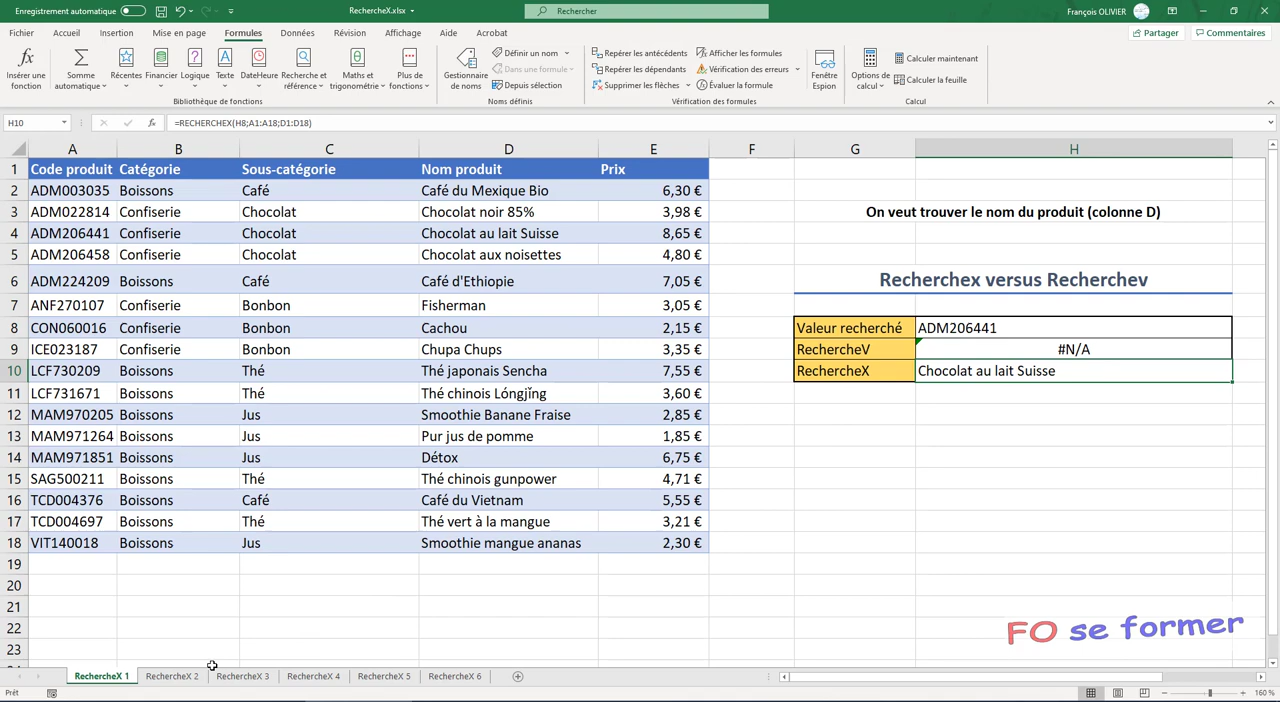 Enregistrement automatique
RechercheX.xlsx
Rechercher
François OLIVIER
Fichier Accueil Insertion Mise en page Formules Données Révision Affichage Aide Acrobat Partager Commentaires
Insérer une fonction
Somme automatique
Récentes
Financier
Logique
Texte
DateHeure
Recherche et référence
Maths et trigonométrie
Plus de fonctions
Bibliothèque de fonctions
Gestionnaire de noms
Définir un nom
Dans une formule
Depuis sélection
Noms définis
Repérer les antécédents
Repérer les dépendants
Supprimer les flèches
Afficher les formules
Vérification des erreurs
Évaluer la formule
Vérification des formules
Fenêtre Espion
Options de calcul
Calculer maintenant
Calculer la feuille
Calcul
H10 fx =RECHERCHEX(H8;A1:A18;D1:D18)
A B C D E F G H
1 Code produit Catégorie Sous-catégorie Nom produit Prix
2 ADM003035 Boissons Café Café du Mexique Bio 6,30 €
3 ADM022814 Confiserie Chocolat Chocolat noir 85% 3,98 € On veut trouver le nom du produit (colonne D)
4 ADM206441 Confiserie Chocolat Chocolat au lait Suisse 8,65 €
5 ADM206458 Confiserie Chocolat Chocolat aux noisettes 4,80 €
6 ADM224209 Boissons Café Café d'Ethiopie 7,05 € Recherchex versus Recherchev
7 ANF270107 Confiserie Bonbon Fisherman 3,05 €
8 CON060016 Confiserie Bonbon Cachou 2,15 € Valeur recherché ADM206441
9 ICE023187 Confiserie Bonbon Chupa Chups 3,35 € RechercheV #N/A
10 LCF730209 Boissons Thé Thé japonais Sencha 7,55 € RechercheX Chocolat au lait Suisse
11 LCF731671 Boissons Thé Thé chinois Lóngjǐng 3,60 €
12 MAM970205 Boissons Jus Smoothie Banane Fraise 2,85 €
13 MAM971264 Boissons Jus Pur jus de pomme 1,85 €
14 MAM971851 Boissons Jus Détox 6,75 €
15 SAG500211 Boissons Thé Thé chinois gunpower 4,71 €
16 TCD004376 Boissons Café Café du Vietnam 5,55 €
17 TCD004697 Boissons Thé Thé vert à la mangue 3,21 €
18 VIT140018 Boissons Jus Smoothie mangue ananas 2,30 €
19
20
21
22
23
FO se former
RechercheX 1 RechercheX 2 RechercheX 3 RechercheX 4 RechercheX 5 RechercheX 6
Prêt 160 %